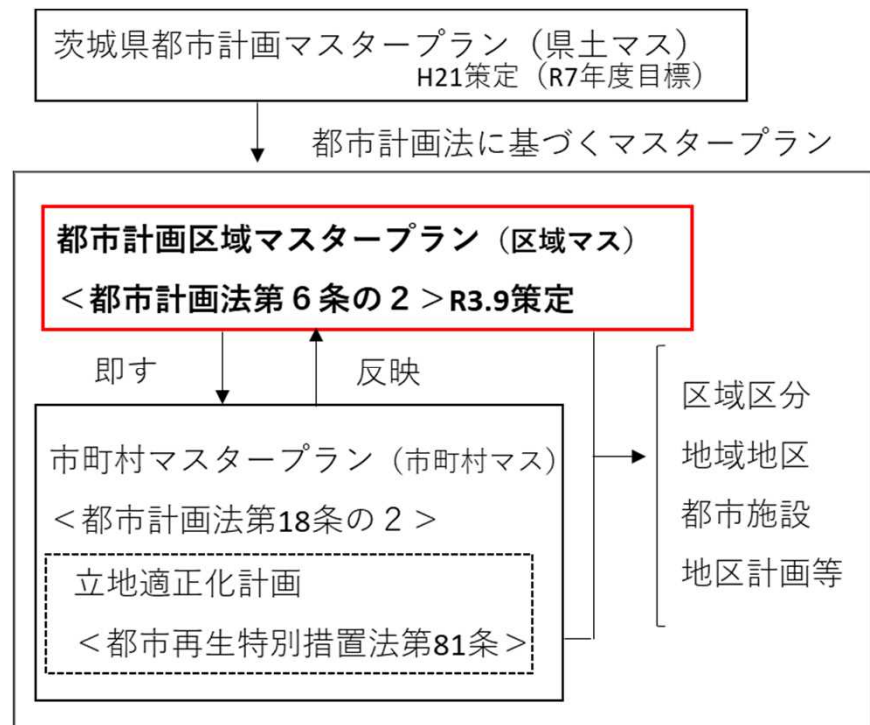 茨城県都市計画マスタープラン（県土マス）
H21策定（R7年度目標）
都市計画法に基づくマスタープラン
都市計画区域マスタープラン（区域マス）
＜都市計画法第６条の２＞R3.9策定
即す
反映
市町村マスタープラン（市町村マス）
＜都市計画法第18条の２＞
立地適正化計画
＜都市再生特別措置法第81条＞
区域区分
地域地区
都市施設
地区計画等